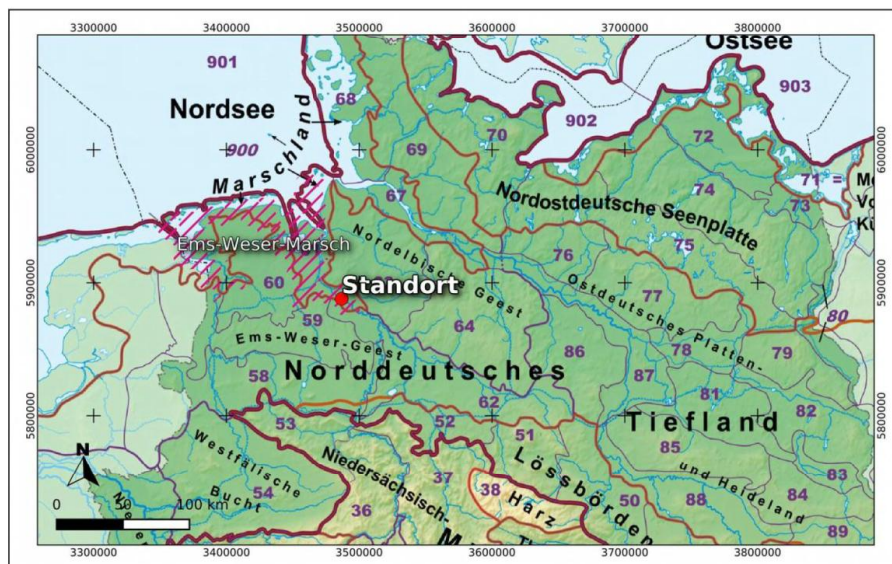 3300000 3400000 3500000 3600000 3700000 3800000
Ostsee
901
Nordsee
68
903
902
70
72
6000000
6000000
900
Marschland
69
67
71 =
Nordostdeutsche Seenplatte
74
73
Ems-Weser-Marsch
75
76
Nordelbische Geest
5900000
5900000
60
Standort
Ostdeutsches Platten-
77
80
59
64
Ems-Weser-Geest
86
78
79
58
Norddeutsches
87
81
62
82
5800000
5800000
53
52
51
Tiefland
85
Westfälische
Bucht
54
Niedersächsisch-
37
Lössbörden
und Heideland
83
N
38
Harz
36
50
88
84
89
0 50 100 km
3300000 3400000 3500000 3600000 3700000 3800000